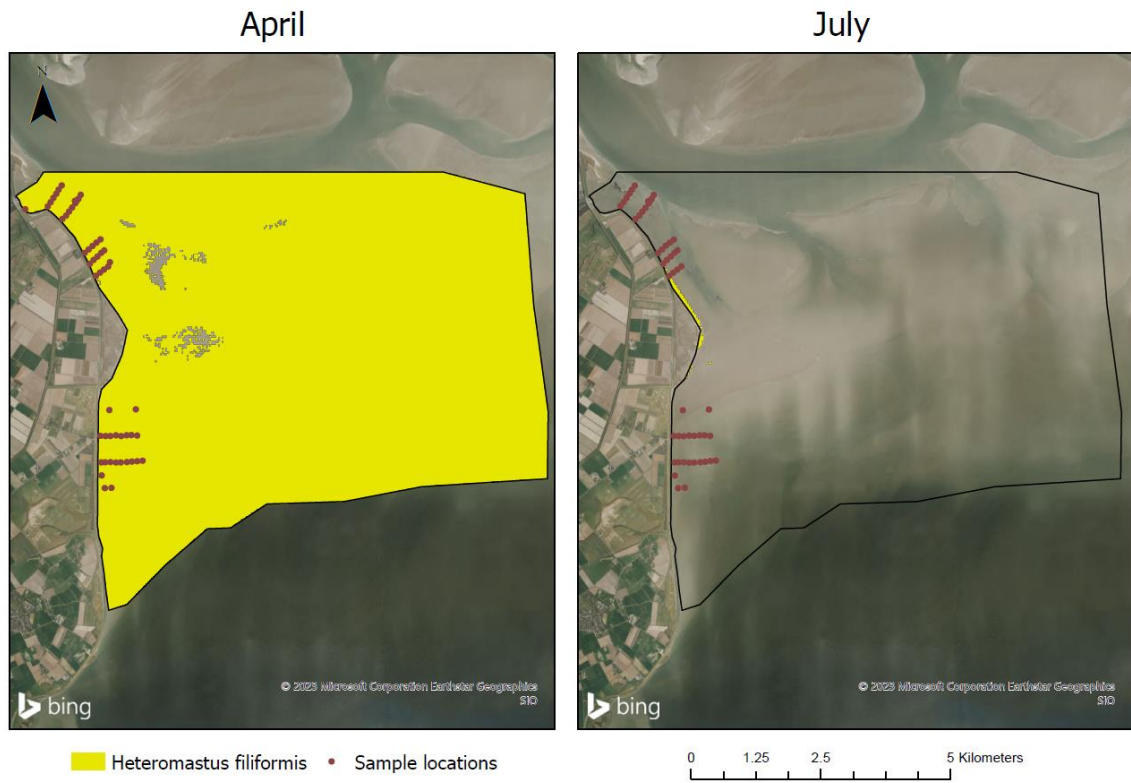 April
July
N
© 2023 Microsoft Corporation Earthstar Geographics
SIO
bing
© 2023 Microsoft Corporation Earthstar Geographics
SIO
bing
Heteromastus filiformis
Sample locations
0 1.25 2.5 5 Kilometers